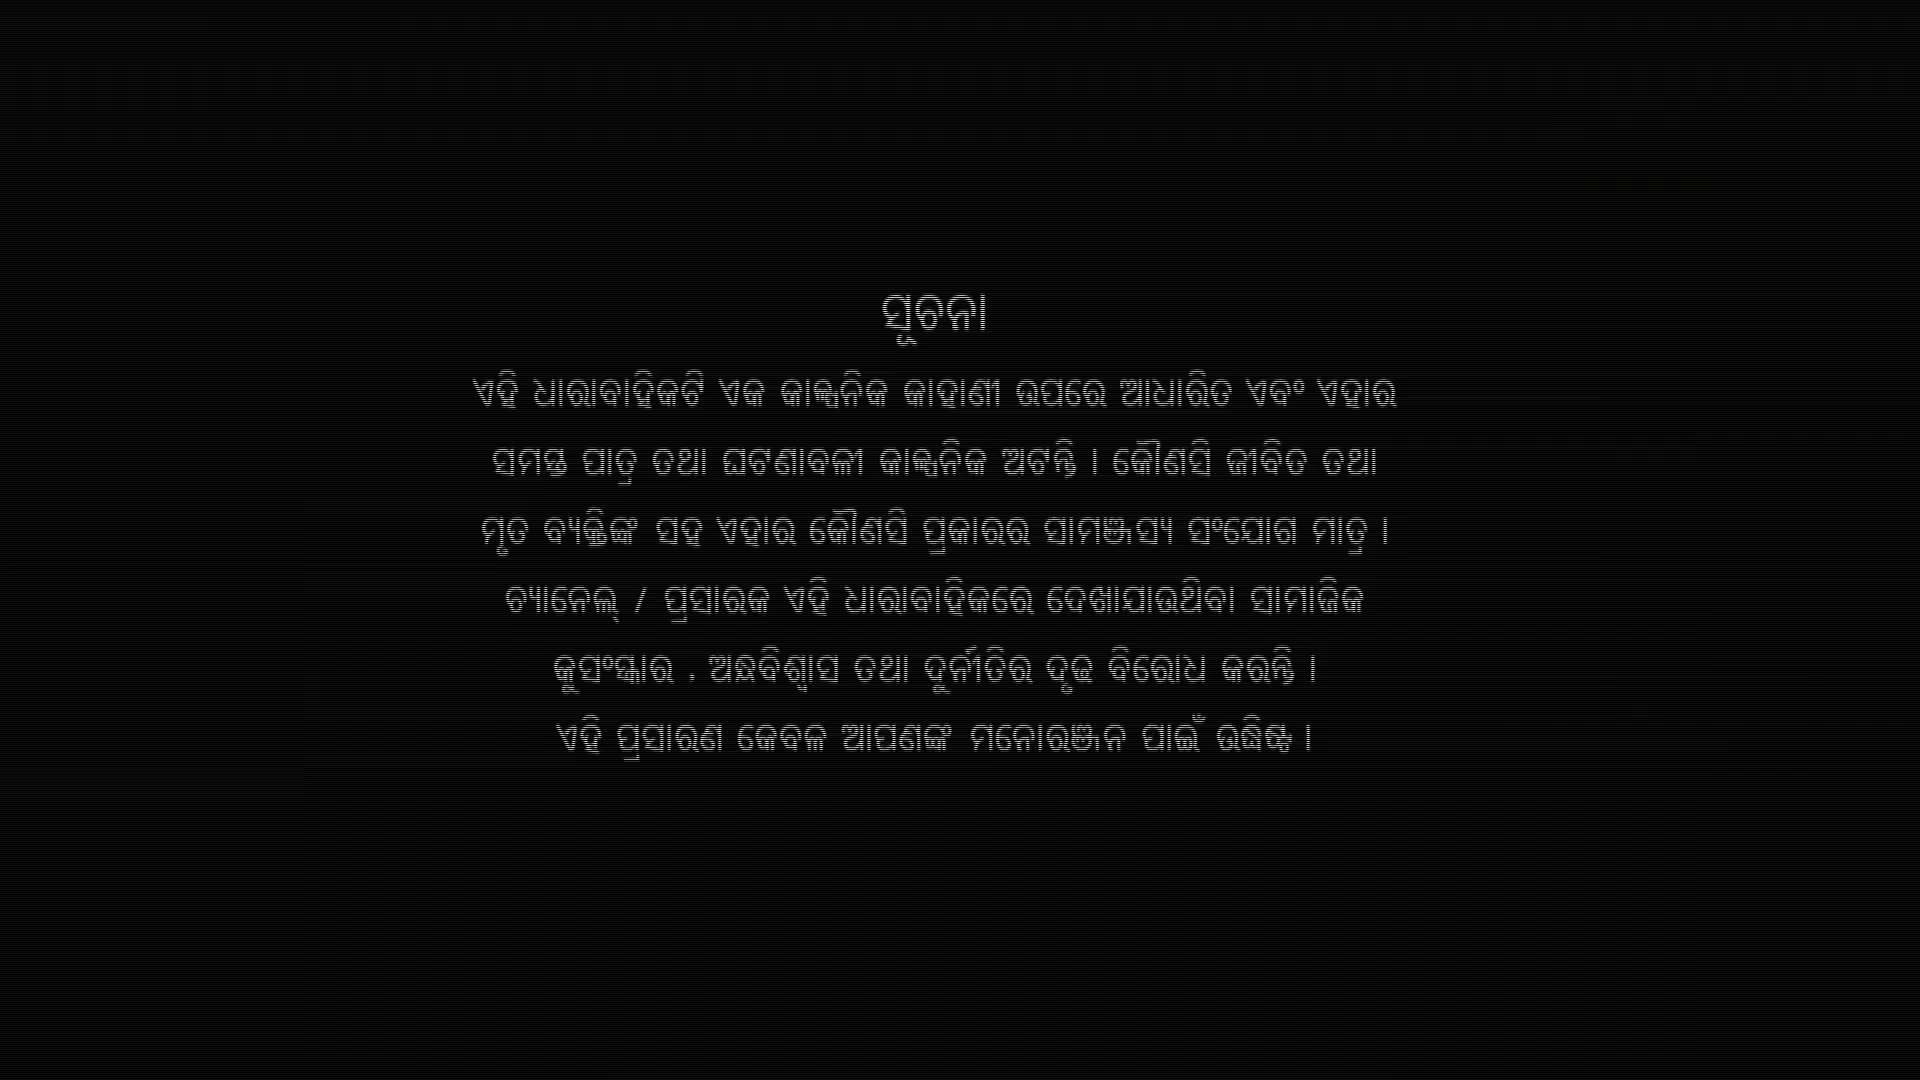 ସୂଚନା
ଏହି ଧାରାବାହିକଟି ଏକ କାଳ୍ପନିକ କାହାଣୀ ଉପରେ ଆଧାରିତ ଏବଂ ଏହାର
ସମସ୍ତ ପାତ୍ର ତଥା ଘଟଣାବଳୀ କାଳ୍ପନିକ ଅଟନ୍ତି । କୌଣସି ଜୀବିତ ତଥା
ମୃତ ବ୍ୟକ୍ତିଙ୍କ ସହ ଏହାର କୌଣସି ପ୍ରକାରର ସାମଞ୍ଜସ୍ୟ ସଂଯୋଗ ମାତ୍ର ।
ଚ୍ୟାନେଲ୍ / ପ୍ରସାରକ ଏହି ଧାରାବାହିକରେ ଦେଖାଯାଉଥିବା ସାମାଜିକ
କୁସଂସ୍କାର , ଅନ୍ଧବିଶ୍ୱାସ ତଥା ଦୁର୍ନୀତିର ଦୃଢ ବିରୋଧ କରନ୍ତି ।
ଏହି ପ୍ରସାରଣ କେବଳ ଆପଣଙ୍କ ମନୋରଞ୍ଜନ ପାଇଁ ଉଦ୍ଧିଷ୍ଟ ।